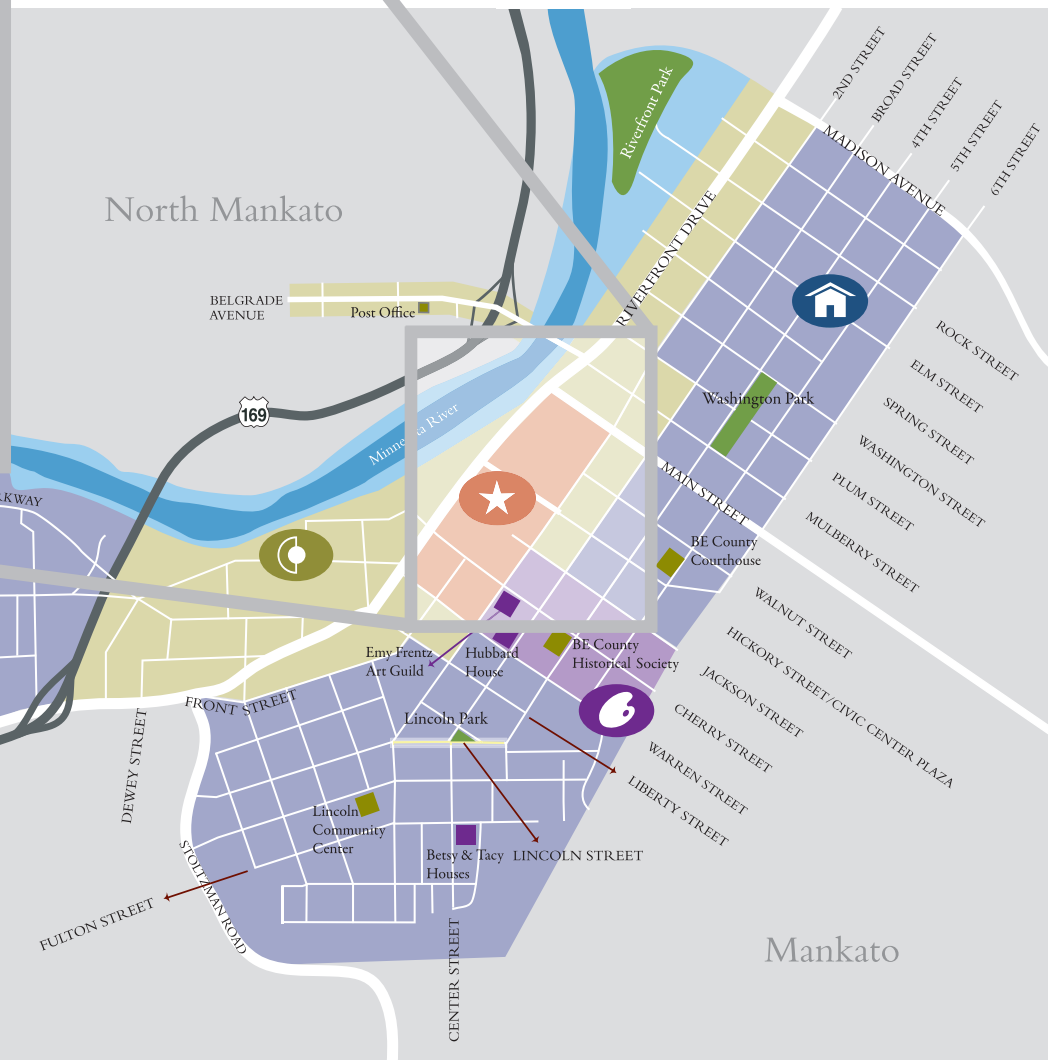 2ND STREET
BROAD STREET
4TH STREET
5TH STREET
6TH STREET
MADISON AVENUE
Riverfront Park
North Mankato
RIVERFRONT DRIVE
BELGRADE
AVENUE
Post Office
ROCK STREET
ELM STREET
SPRING STREET
WASHINGTON STREET
PLUM STREET
MULBERRY STREET
Washington Park
169
Minnesota River
MAIN STREET
BE County
Courthouse
WALNUT STREET
HICKORY STREET/CIVIC CENTER PLAZA
JACKSON STREET
CHERRY STREET
WARREN STREET
LIBERTY STREET
Emy Frentz
Art Guild
Hubbard
House
BE County
Historical Society
FRONT STREET
DEWEY STREET
Lincoln Park
Lincoln
Community
Center
Betsy & Tacy
Houses
LINCOLN STREET
STOLTZMAN ROAD
FULTON STREET
CENTER STREET
Mankato